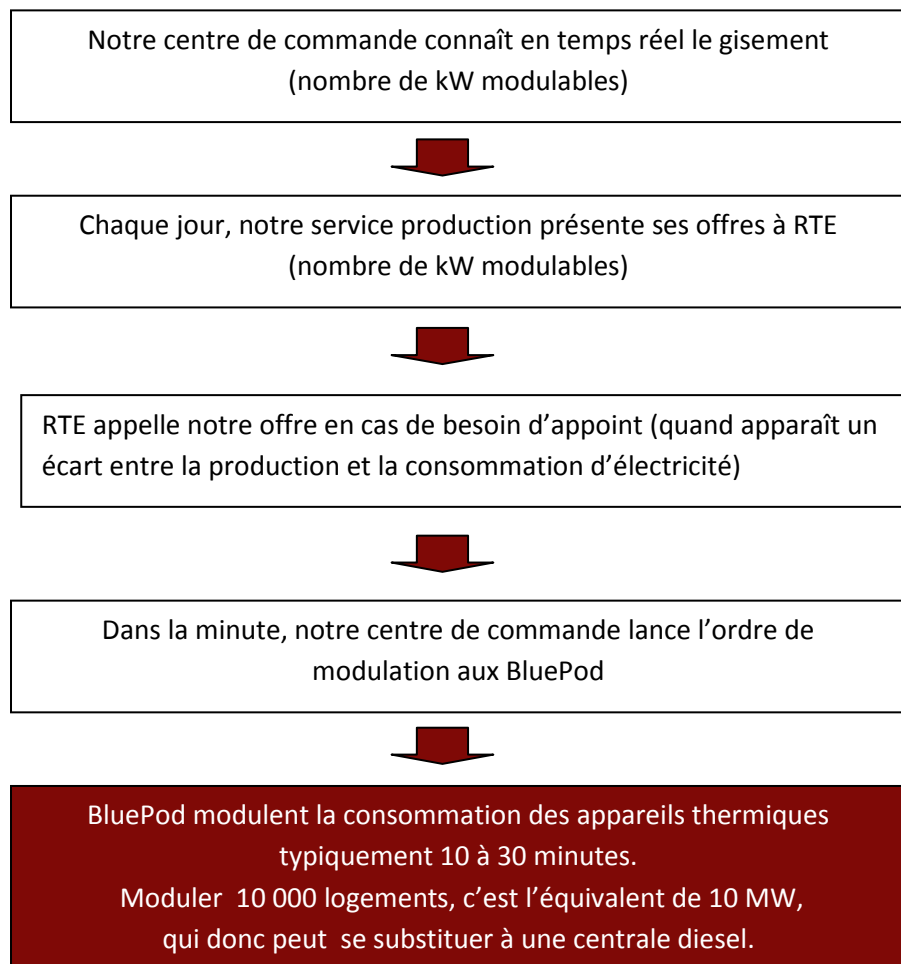 Notre centre de commande connaît en temps réel le gisement
(nombre de kW modulables)
Chaque jour, notre service production présente ses offres à RTE
(nombre de kW modulables)
RTE appelle notre offre en cas de besoin d’appoint (quand apparaît un
écart entre la production et la consommation d’électricité)
Dans la minute, notre centre de commande lance l’ordre de
modulation aux BluePod
BluePod modulent la consommation des appareils thermiques
typiquement 10 à 30 minutes.
Moduler 10 000 logements, c’est l’équivalent de 10 MW,
qui donc peut se substituer à une centrale diesel.